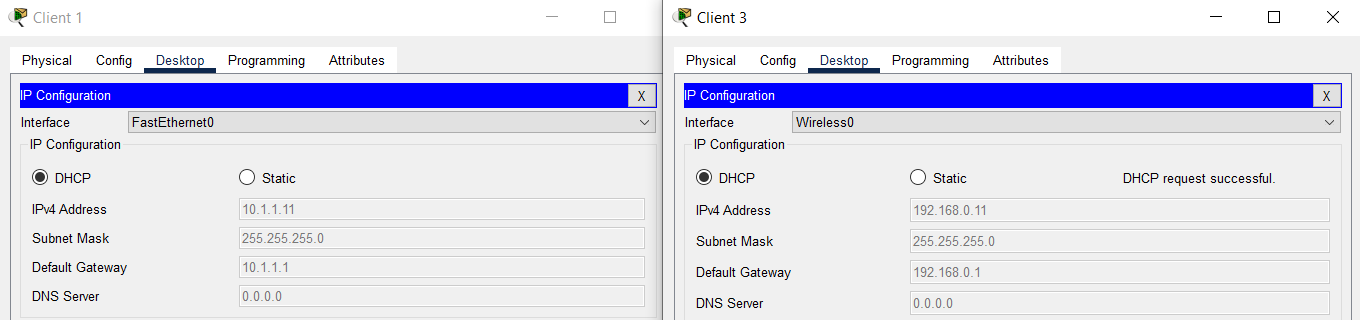 Client 1
Physical Config Desktop Programming Attributes
IP Configuration X
Interface FastEthernet0
IP Configuration
DHCP Static
IPv4 Address 10.1.1.11
Subnet Mask 255.255.255.0
Default Gateway 10.1.1.1
DNS Server 0.0.0.0
Client 3
Physical Config Desktop Programming Attributes
IP Configuration X
Interface Wireless0
IP Configuration
DHCP Static DHCP request successful.
IPv4 Address 192.168.0.11
Subnet Mask 255.255.255.0
Default Gateway 192.168.0.1
DNS Server 0.0.0.0